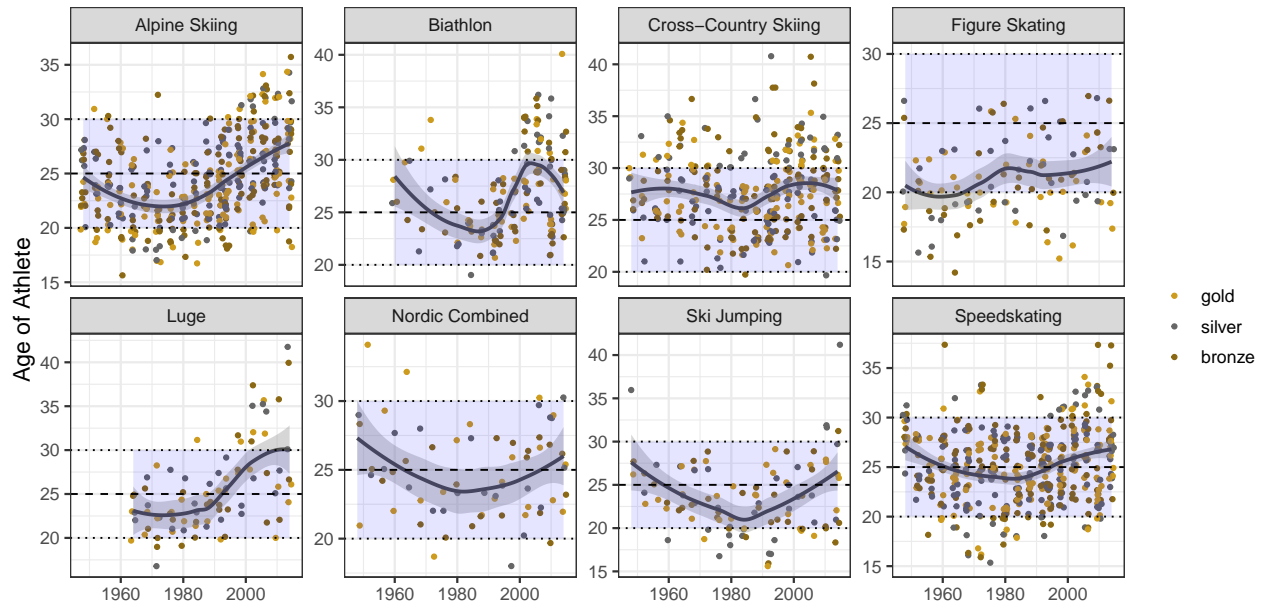 Alpine Skiing Biathlon Cross−Country Skiing Figure Skating
35 30 25 20 15
40 35 30 25 20
40 35 30 25 20
30 25 20 15
Age of Athlete
Luge Nordic Combined Ski Jumping Speedskating
40 35 30 25 20
35 30 25 20
40 35 30 25 20 15
35 30 25 20 15
1960 1980 2000 1960 1980 2000 1960 1980 2000 1960 1980 2000
gold
silver
bronze